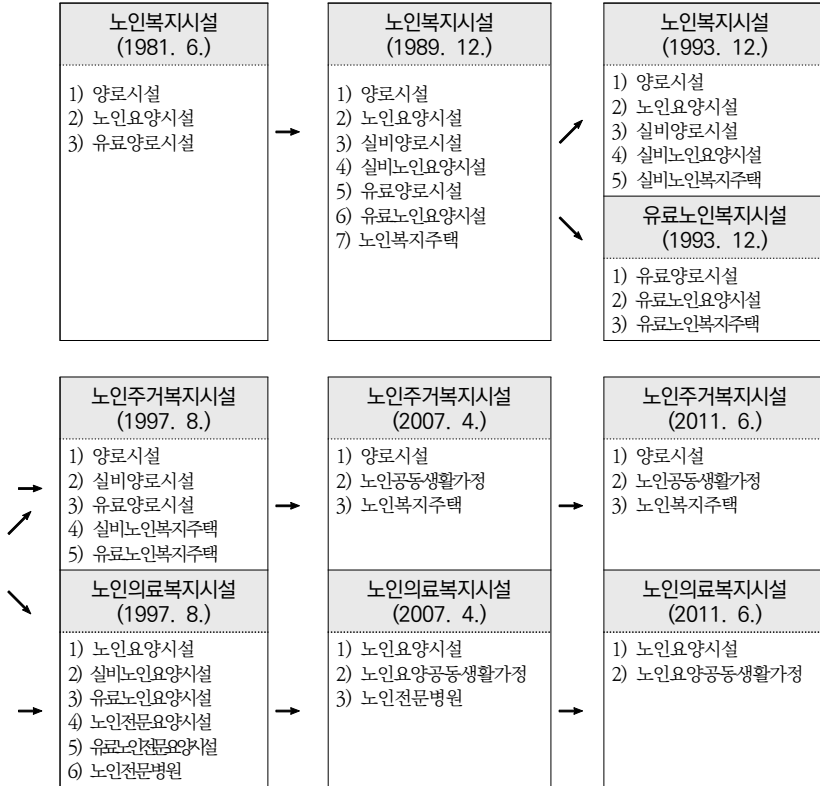 노인복지시설
(1981. 6.)
1) 양로시설
2) 노인요양시설
3) 유료양로시설
노인복지시설
(1989. 12.)
1) 양로시설
2) 노인요양시설
3) 실비양로시설
4) 실비노인요양시설
5) 유료양로시설
6) 유료노인요양시설
7) 노인복지주택
노인복지시설
(1993. 12.)
1) 양로시설
2) 노인요양시설
3) 실비양로시설
4) 실비노인요양시설
5) 실비노인복지주택
유료노인복지시설
(1993. 12.)
1) 유료양로시설
2) 유료노인요양시설
3) 유료노인복지주택
노인주거복지시설
(1997. 8.)
1) 양로시설
2) 실비양로시설
3) 유료양로시설
4) 실비노인복지주택
5) 유료노인복지주택
노인의료복지시설
(1997. 8.)
1) 노인요양시설
2) 실비노인요양시설
3) 유료노인요양시설
4) 노인전문요양시설
5) 유료노인전문요양시설
6) 노인전문병원
노인주거복지시설
(2007. 4.)
1) 양로시설
2) 노인공동생활가정
3) 노인복지주택
노인의료복지시설
(2007. 4.)
1) 노인요양시설
2) 노인요양공동생활가정
3) 노인전문병원
노인주거복지시설
(2011. 6.)
1) 양로시설
2) 노인공동생활가정
3) 노인복지주택
노인의료복지시설
(2011. 6.)
1) 노인요양시설
2) 노인요양공동생활가정